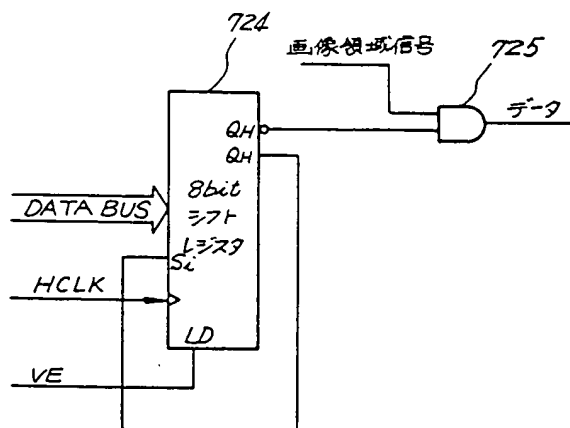 724
画像領域信号
725
データ
QH
QH
8bit
シフト
レジスタ
DATA BUS
Si
HCLK
LD
VE